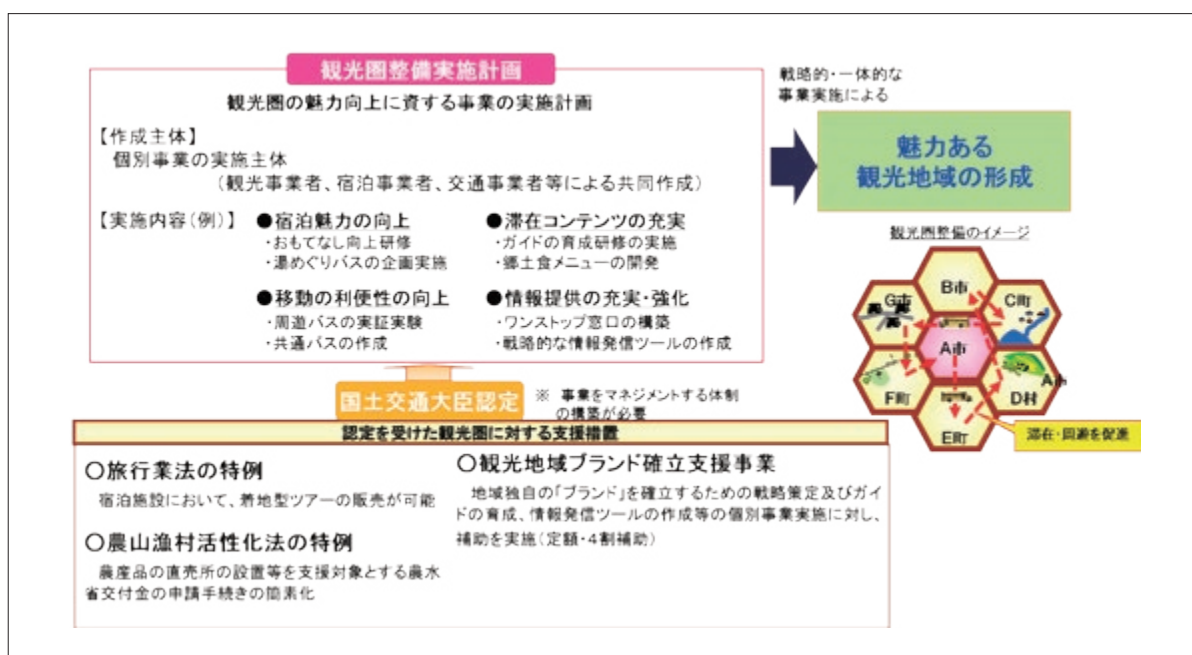 観光圏整備実施計画
観光圏の魅力向上に資する事業の実施計画
【作成主体】
個別事業の実施主体
(観光事業者、宿泊事業者、交通事業者等による共同作成)
【実施内容(例)】
●宿泊魅力の向上
・おもてなし向上研修
・湯めぐりバスの企画実施
●滞在コンテンツの充実
・ガイドの育成研修の実施
・郷土食メニューの開発
●移動の利便性の向上
・周遊バスの実証実験
・共通パスの作成
●情報提供の充実・強化
・ワンストップ窓口の構築
・戦略的な情報発信ツールの作成
戦略的・一体的な
事業実施による
魅力ある
観光地域の形成
観光圏整備のイメージ
B市
G市
C町
A市
A市
F町
D村
E町
滞在・回遊を促進
国土交通大臣認定
※ 事業をマネジメントする体制
の構築が必要
認定を受けた観光圏に対する支援措置
〇旅行業法の特例
宿泊施設において、着地型ツアーの販売が可能
〇農山漁村活性化法の特例
農産品の直売所の設置等を支援対象とする農水
省交付金の申請手続きの簡素化
〇観光地域ブランド確立支援事業
地域独自の「ブランド」を確立するための戦略策定及びガイ
ドの育成、情報発信ツールの作成等の個別事業実施に対し、
補助を実施(定額・4割補助)